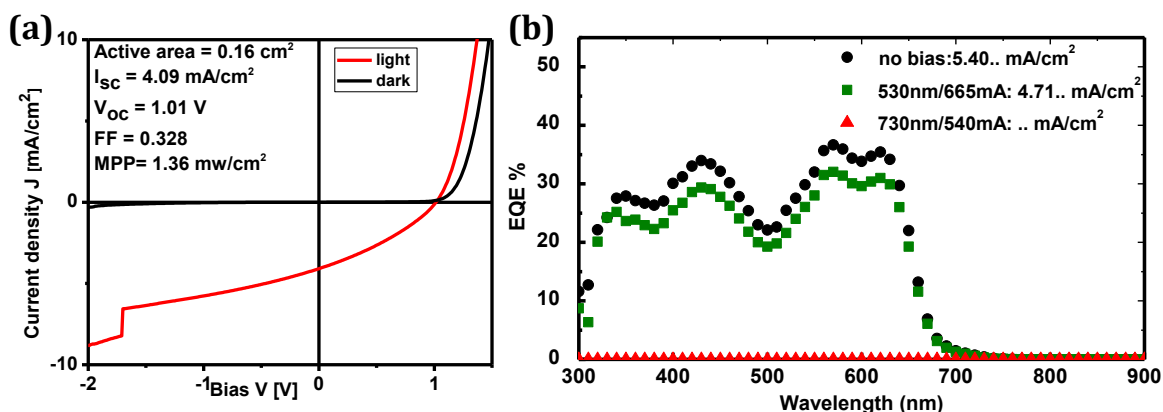 (a)
10
0
-10
Current density J [mA/cm²]
Active area = 0.16 cm²
I_SC = 4.09 mA/cm²
V_OC = 1.01 V
FF = 0.328
MPP= 1.36 mw/cm²
light
dark
-2
-1
0
1
Bias V [V]
(b)
50
40
30
20
10
0
EQE %
no bias:5.40.. mA/cm²
530nm/665mA: 4.71.. mA/cm²
730nm/540mA: .. mA/cm²
300
400
500
600
700
800
900
Wavelength (nm)